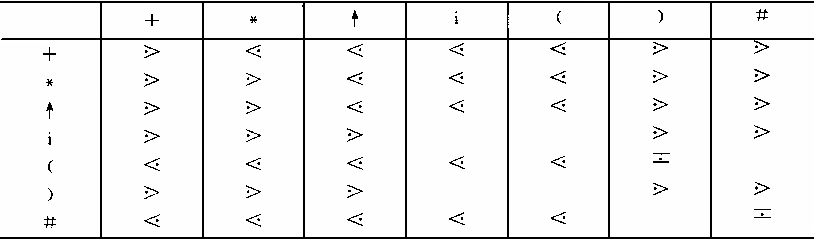 + * ↑ i ( ) #
+ ⋗ ⋖ ⋖ ⋖ ⋖ ⋗ ⋗
* ⋗ ⋗ ⋖ ⋖ ⋖ ⋗ ⋗
↑ ⋗ ⋗ ⋖ ⋖ ⋖ ⋗ ⋗
i ⋗ ⋗ ⋗ ⋗ ⋗
( ⋖ ⋖ ⋖ ⋖ ⋖ ≐
) ⋗ ⋗ ⋗ ⋗ ⋗
# ⋖ ⋖ ⋖ ⋖ ⋖ ≐